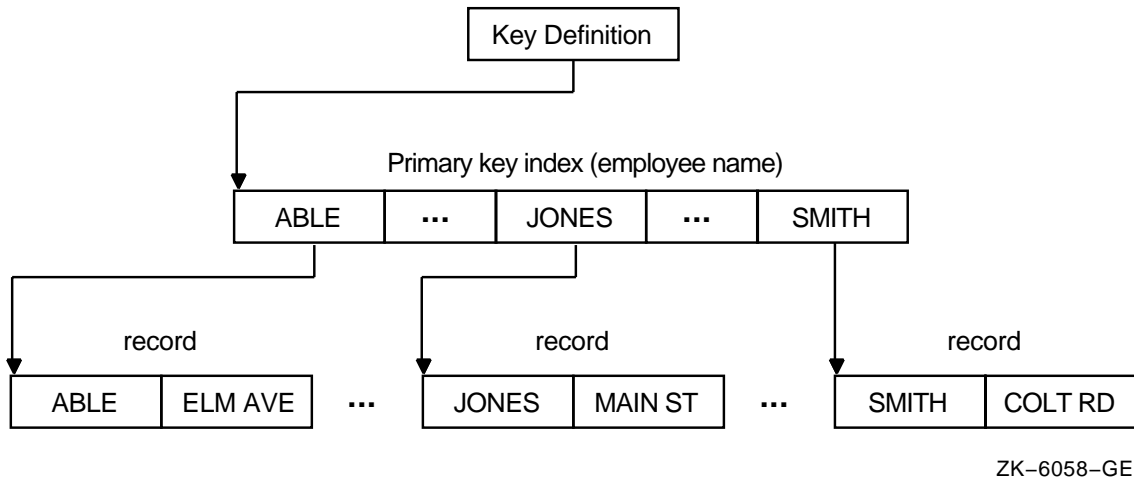 Key Definition
Primary key index (employee name)
ABLE ... JONES ... SMITH
record record record
ABLE ELM AVE ... JONES MAIN ST ... SMITH COLT RD
ZK–6058–GE